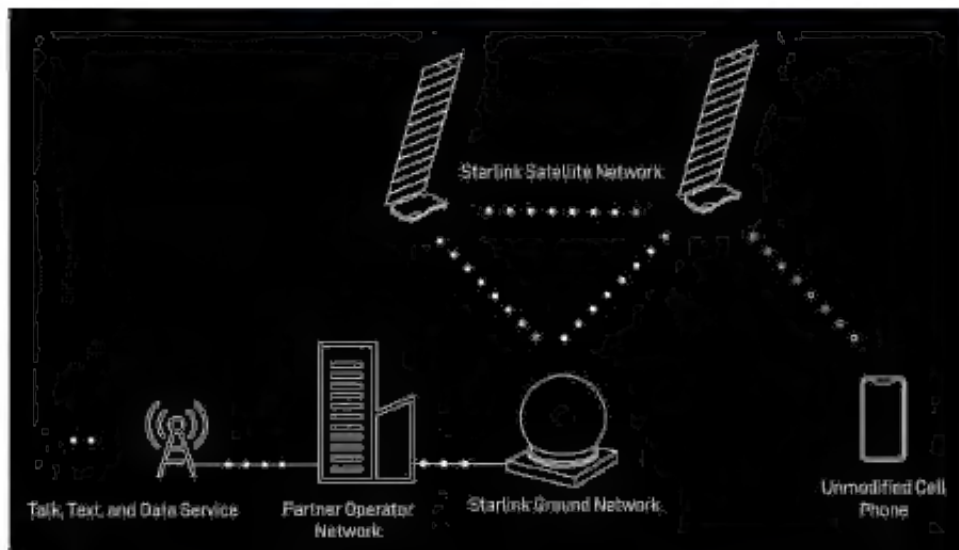 Starlink Satellite Network
Talk, Text, and Data Service
Partner Operator
Network
Starlink Ground Network
Unmodified Cell
Phone